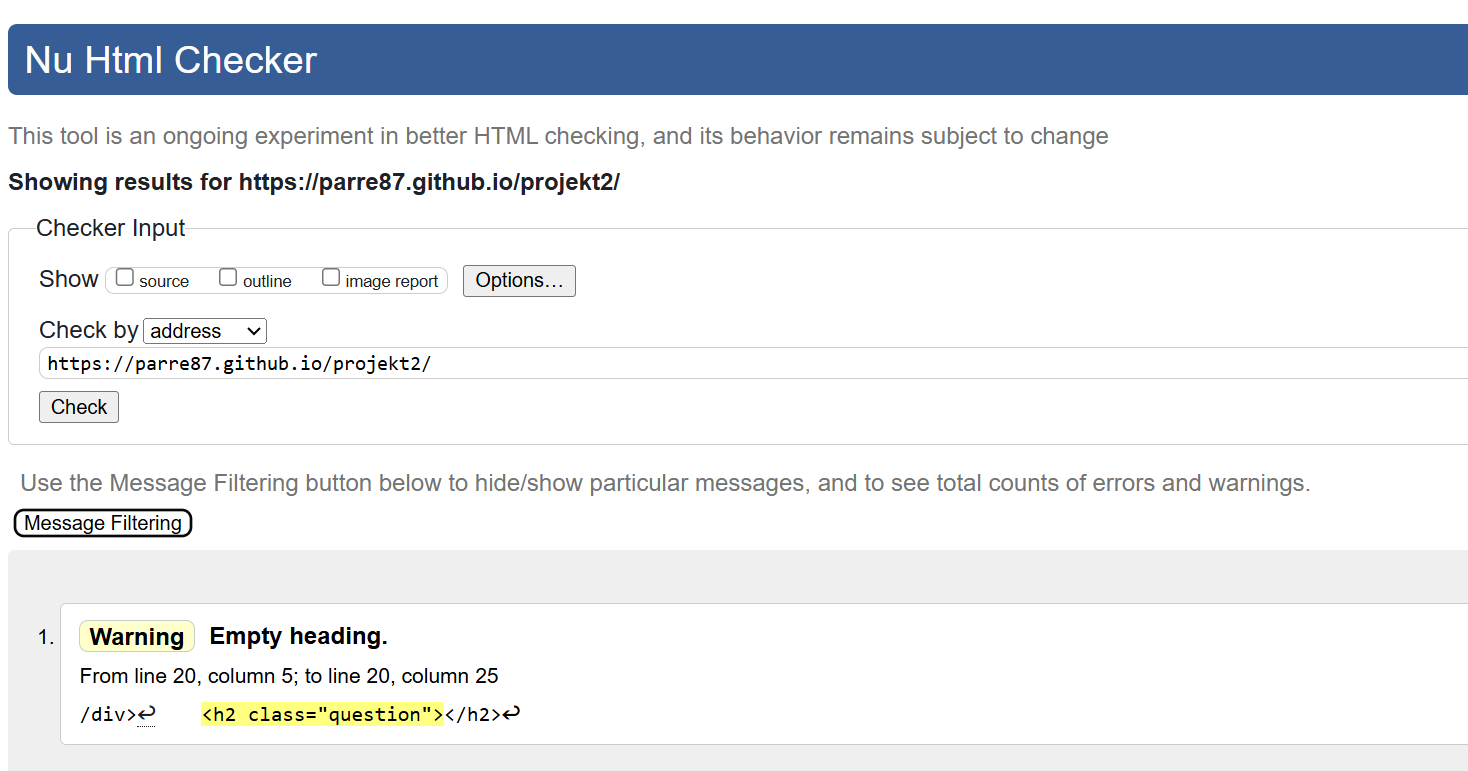 Nu Html Checker
This tool is an ongoing experiment in better HTML checking, and its behavior remains subject to change
Showing results for https://parre87.github.io/projekt2/
Checker Input
Show source outline image report Options...
Check by address
https://parre87.github.io/projekt2/
Check
Use the Message Filtering button below to hide/show particular messages, and to see total counts of errors and warnings.
Message Filtering
1. Warning Empty heading.
From line 20, column 5; to line 20, column 25
/div>↩    <h2 class="question"></h2>↩